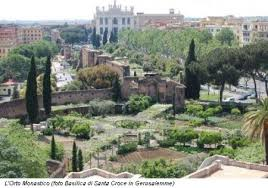 L'Orto Monastico (foto Basilica di Santa Croce in Gerusalemme)